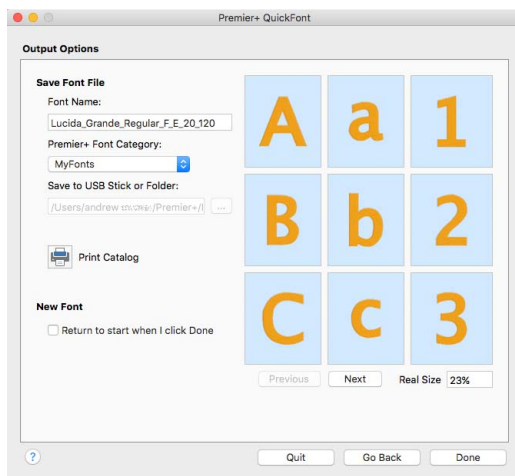 Premier+ QuickFont
Output Options
Save Font File
Font Name:
Lucida_Grande_Regular_F_E_20_120
Premier+ Font Category:
MyFonts
Save to USB Stick or Folder:
/Users/andrew /Premier+/
...
Print Catalog
New Font
Return to start when I click Done
A a 1
B b 2
C c 3
Previous Next Real Size 23%
? Quit Go Back Done